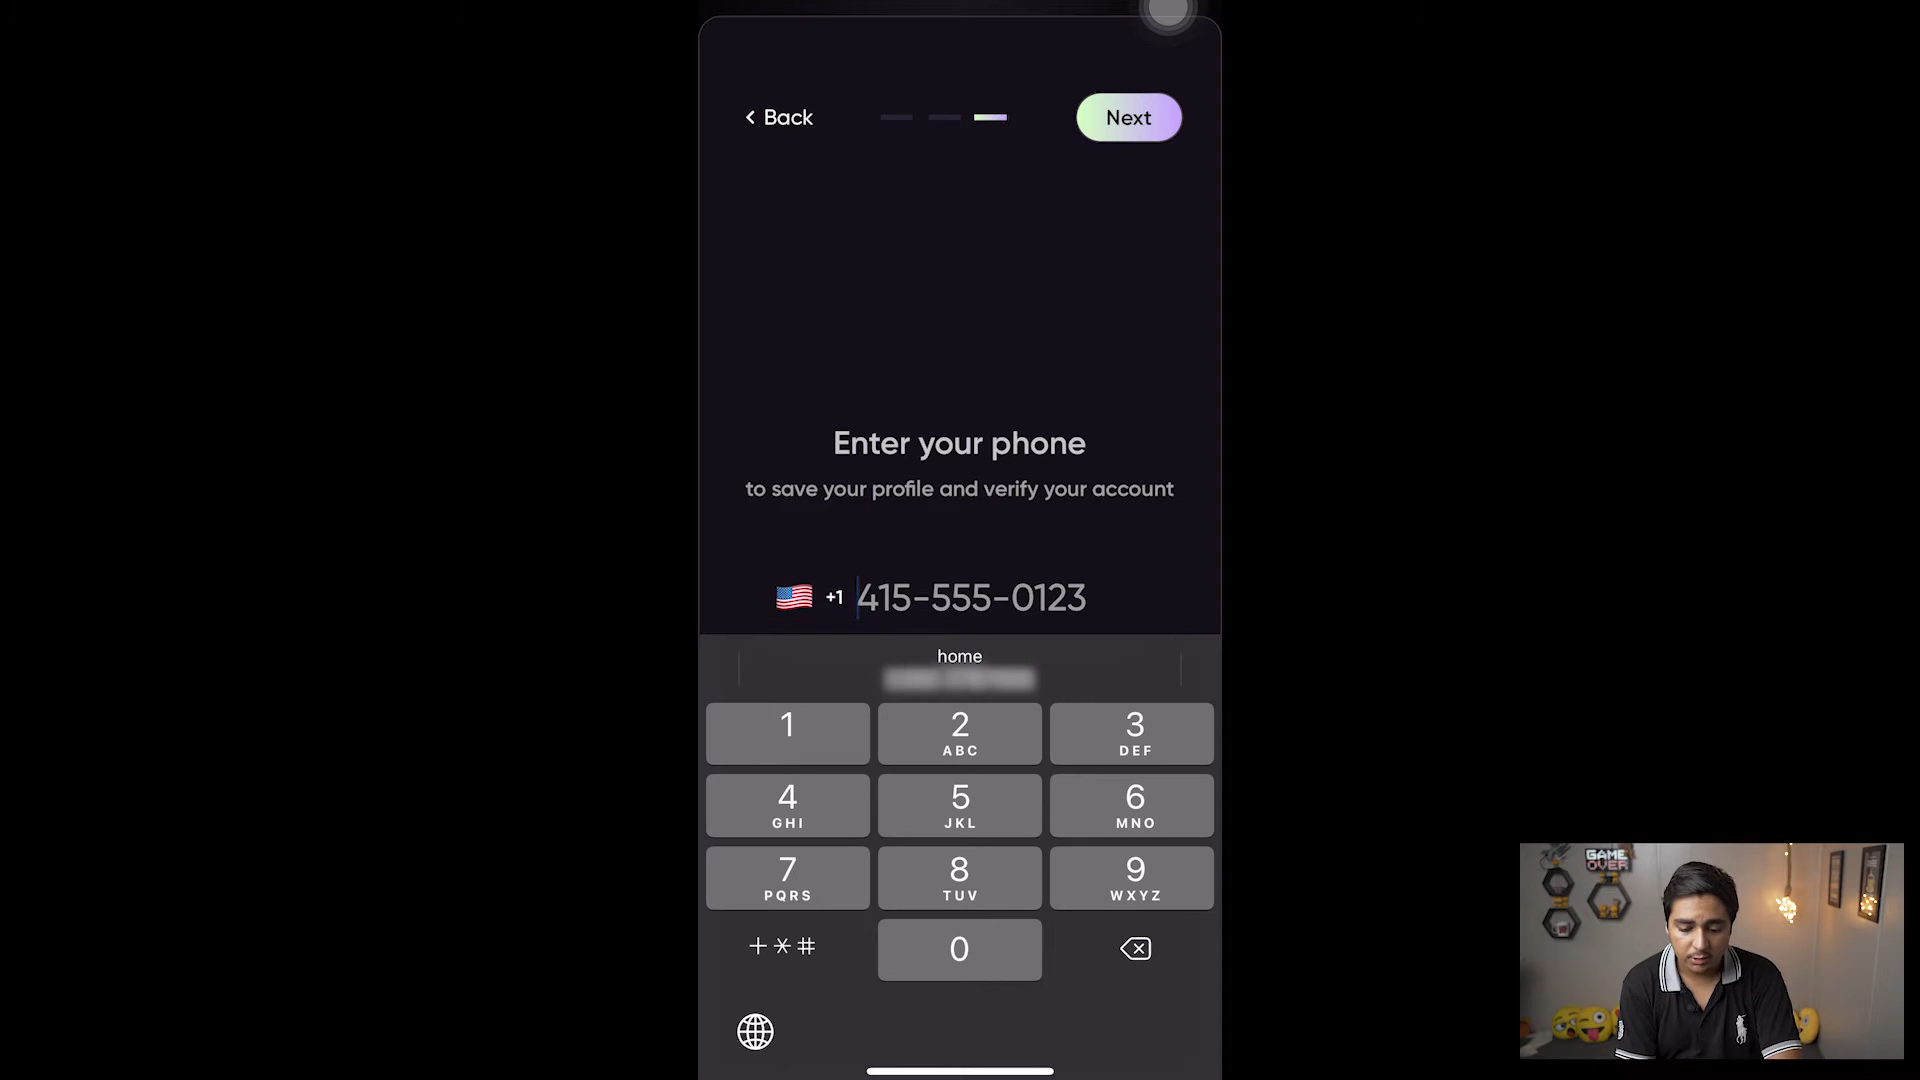 Back
Next
Enter your phone
to save your profile and verify your account
+1 415-555-0123
home
1
2
ABC
3
DEF
4
GHI
5
JKL
6
MNO
7
PQRS
8
TUV
9
WXYZ
+*#
0
GAME
OVER